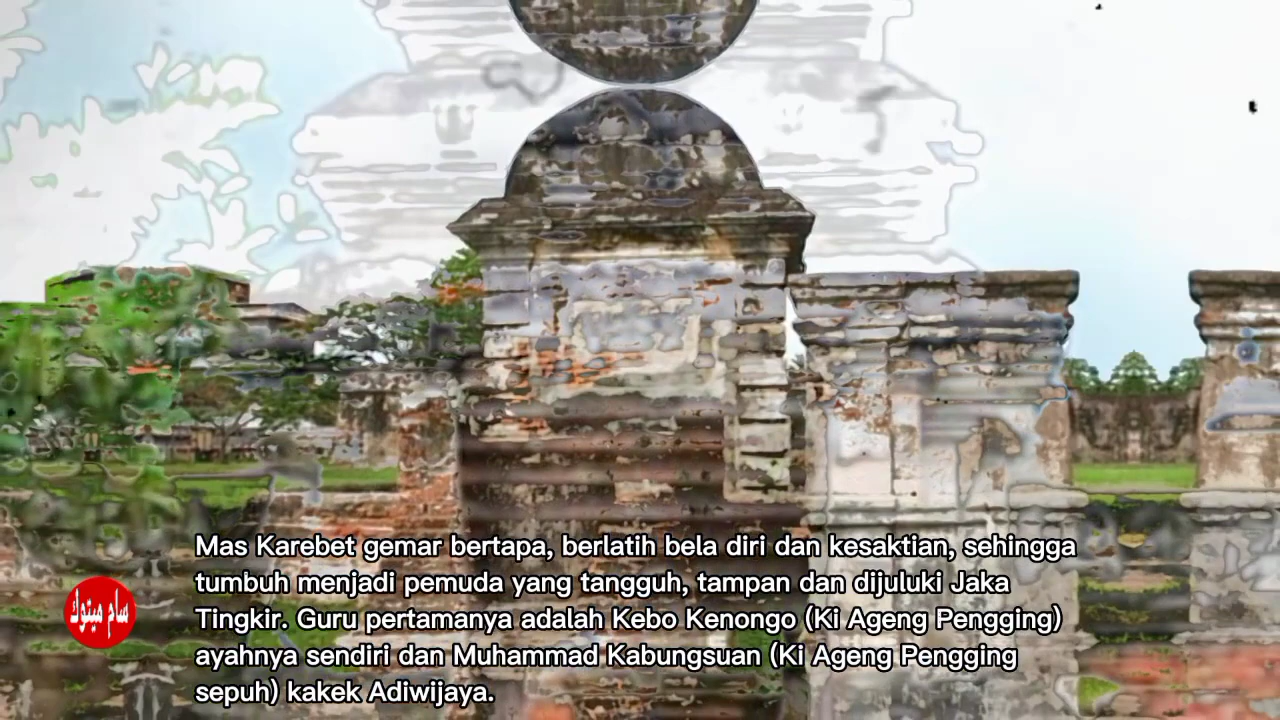 Mas Karebet gemar bertapa, berlatih bela diri dan kesaktian, sehingga
tumbuh menjadi pemuda yang tangguh, tampan dan dijuluki Jaka
Tingkir. Guru pertamanya adalah Kebo Kenongo (Ki Ageng Pengging)
سام ميتوك
ayahnya sendiri dan Muhammad Kabungsuan (Ki Ageng Pengging
sepuh) kakek Adiwijaya.